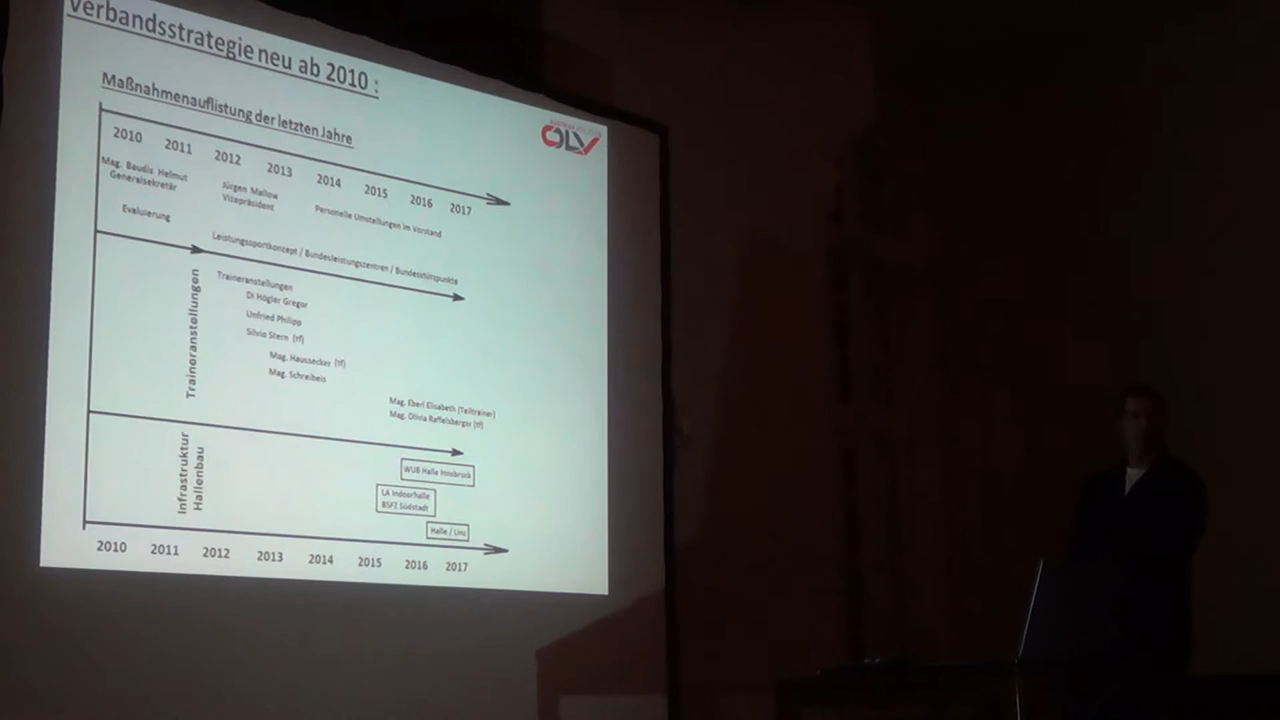 Verbandsstrategie neu ab 2010 :
Maßnahmenauflistung der letzten Jahre
ÖLV
2010 2011 2012 2013 2014 2015 2016 2017
Mag. Baudis Helmut
Generalsekretär
Jürgen Mallow
Vizepräsident
Personelle Umstellungen im Vorstand
Evaluierung
Leistungssportkonzept / Bundesleistungszentren / Bundesstützpunkte
Traineranstellungen
Traineranstellungen
DI Högler Gregor
Unfried Philipp
Silvio Stern (tf)
Mag. Haussecker (tf)
Mag. Schreibeis
Mag. Eberl Elisabeth (Teiltrainer)
Mag. Olivia Raffelsberger (tf)
Infrastruktur
Hallenbau
WUB Halle Innsbruck
LA Indoorhalle
BSFZ Südstadt
Halle / Linz
2010 2011 2012 2013 2014 2015 2016 2017